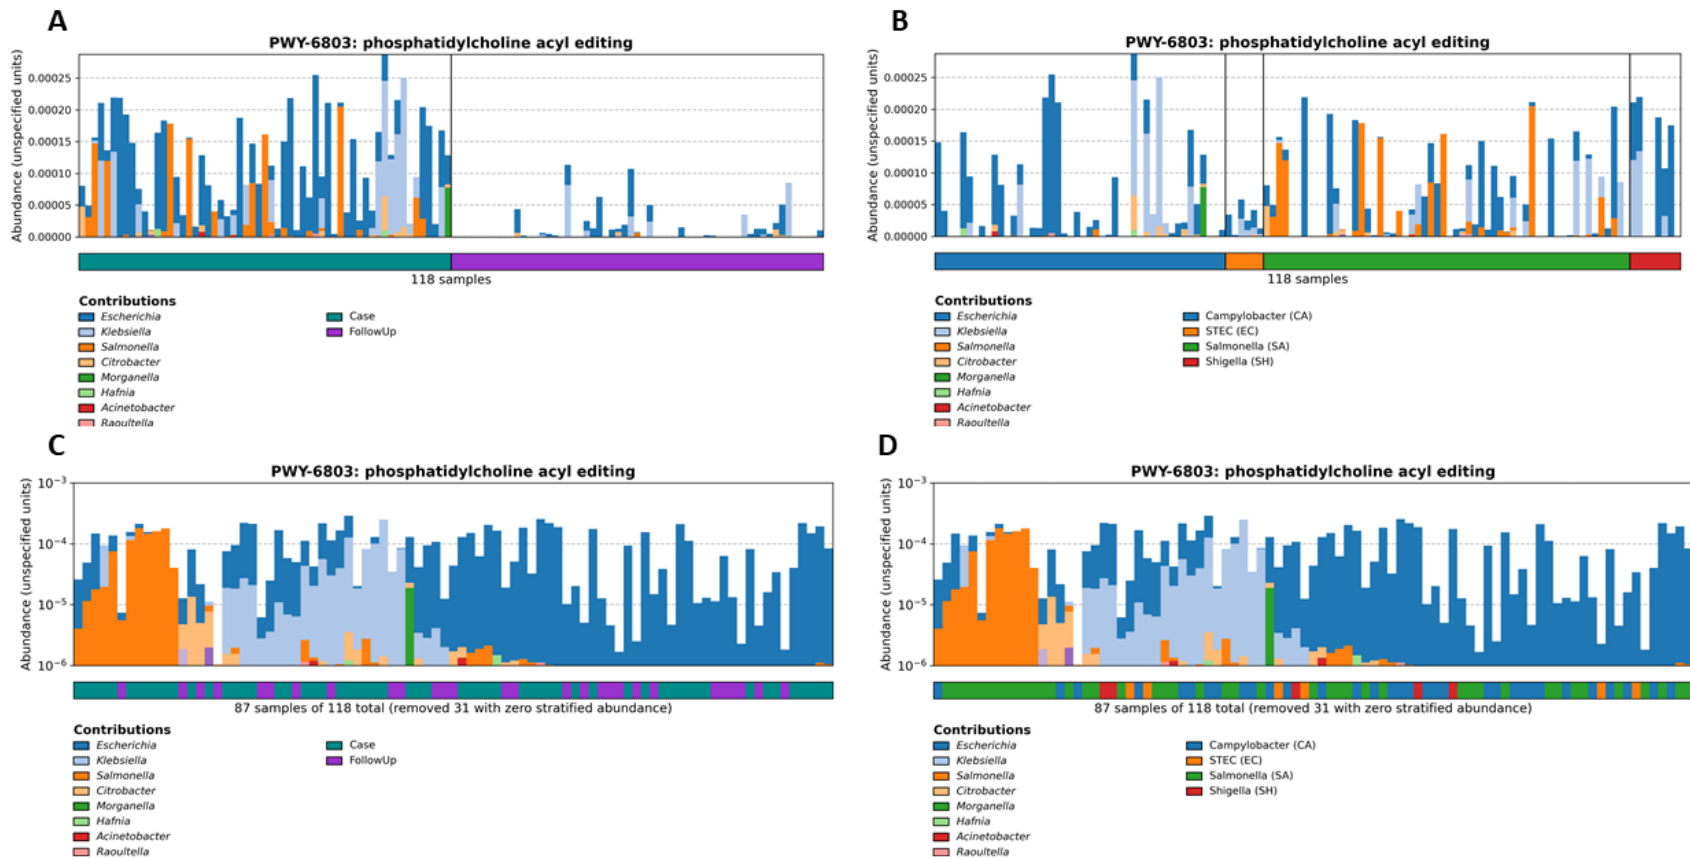 A
PWY-6803: phosphatidylcholine acyl editing
Abundance (unspecified units)
0.00025
0.00020
0.00015
0.00010
0.00005
0.00000
118 samples
Contributions
Escherichia
Klebsiella
Salmonella
Citrobacter
Morganella
Hafnia
Acinetobacter
Raoultella
Case
FollowUp
B
PWY-6803: phosphatidylcholine acyl editing
Abundance (unspecified units)
0.00025
0.00020
0.00015
0.00010
0.00005
0.00000
118 samples
Contributions
Escherichia
Klebsiella
Salmonella
Citrobacter
Morganella
Hafnia
Acinetobacter
Raoultella
Campylobacter (CA)
STEC (EC)
Salmonella (SA)
Shigella (SH)
C
PWY-6803: phosphatidylcholine acyl editing
Abundance (unspecified units)
10⁻³
10⁻⁴
10⁻⁵
10⁻⁶
87 samples of 118 total (removed 31 with zero stratified abundance)
Contributions
Escherichia
Klebsiella
Salmonella
Citrobacter
Morganella
Hafnia
Acinetobacter
Raoultella
Case
FollowUp
D
PWY-6803: phosphatidylcholine acyl editing
Abundance (unspecified units)
10⁻³
10⁻⁴
10⁻⁵
10⁻⁶
87 samples of 118 total (removed 31 with zero stratified abundance)
Contributions
Escherichia
Klebsiella
Salmonella
Citrobacter
Morganella
Hafnia
Acinetobacter
Raoultella
Campylobacter (CA)
STEC (EC)
Salmonella (SA)
Shigella (SH)